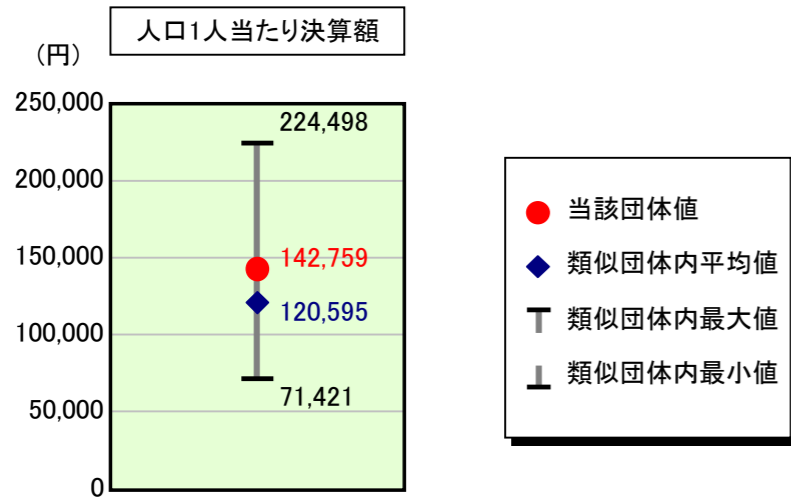 人口1人当たり決算額
(円)
250,000
200,000
150,000
100,000
50,000
0
224,498
142,759
120,595
71,421
当該団体値
類似団体内平均値
類似団体内最大値
類似団体内最小値